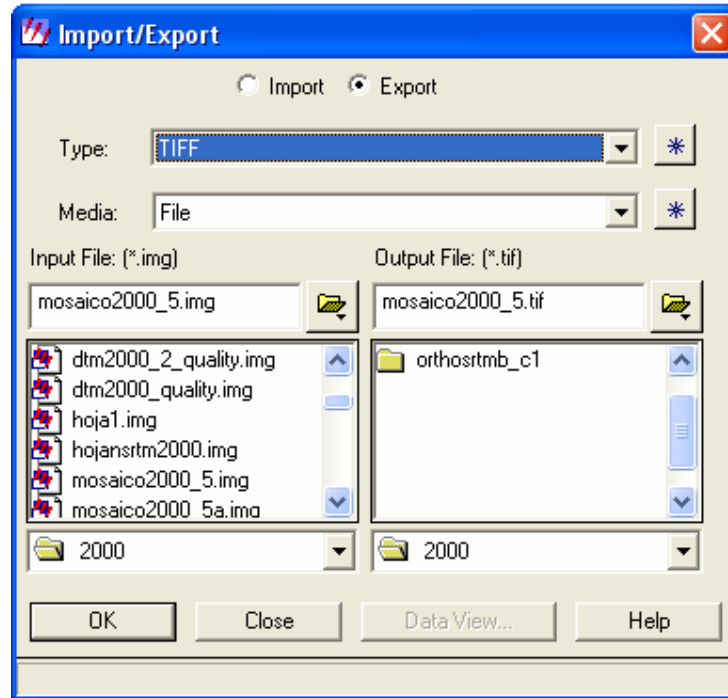 Import/Export
Import Export
Type: TIFF
Media: File
Input File: (*.img) Output File: (*.tif)
mosaico2000_5.img mosaico2000_5.tif
dtm2000_2_quality.img orthosrtmb_c1
dtm2000_quality.img
hoja1.img
hojansrtm2000.img
mosaico2000_5.img
mosaico2000_5a.img
2000 2000
OK Close Data View... Help